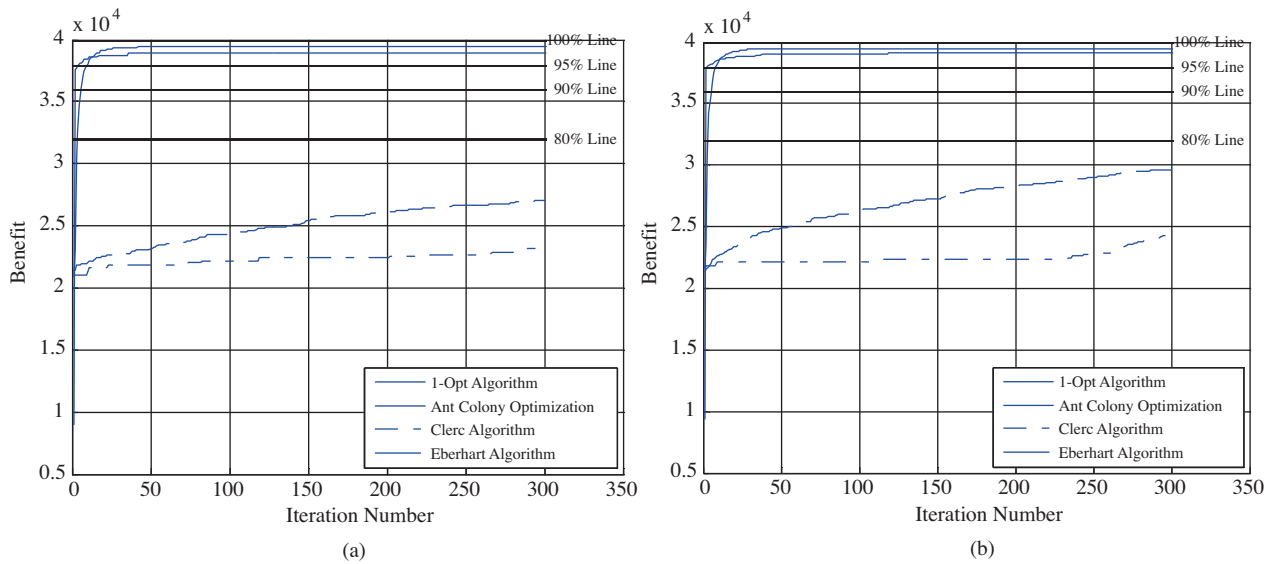 x 10⁴
4
3.5
3
2.5
2
1.5
1
0.5
Benefit
100% Line
95% Line
90% Line
80% Line
1-Opt Algorithm
Ant Colony Optimization
Clerc Algorithm
Eberhart Algorithm
0 50 100 150 200 250 300 350
Iteration Number
(a)
x 10⁴
4
3.5
3
2.5
2
1.5
1
0.5
Benefit
100% Line
95% Line
90% Line
80% Line
1-Opt Algorithm
Ant Colony Optimization
Clerc Algorithm
Eberhart Algorithm
0 50 100 150 200 250 300 350
Iteration Number
(b)